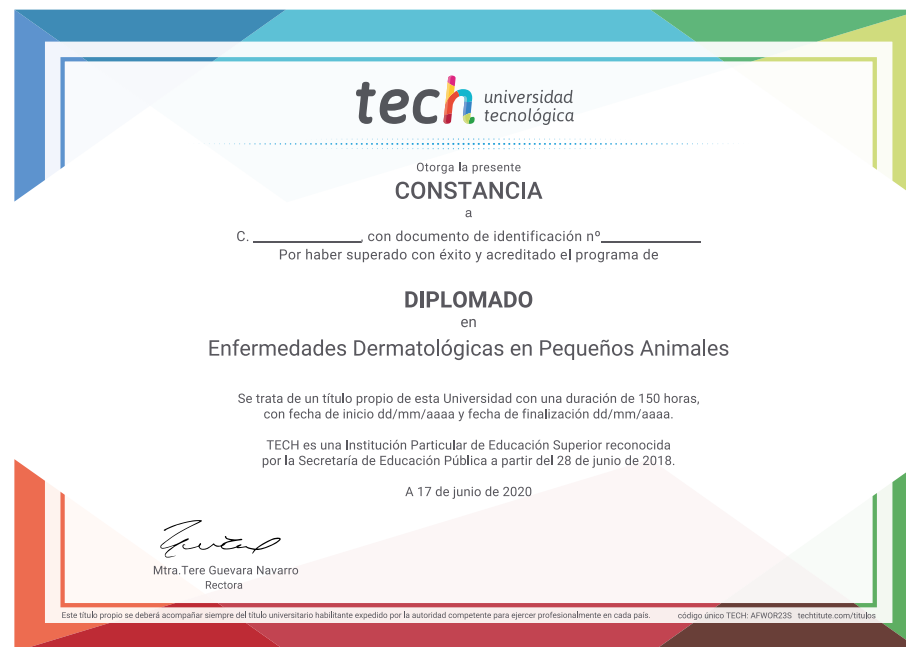 tech universidad
tecnológica
Otorga la presente
CONSTANCIA
a
C. ____________, con documento de identificación nº___________
Por haber superado con éxito y acreditado el programa de
DIPLOMADO
en
Enfermedades Dermatológicas en Pequeños Animales
Se trata de un título propio de esta Universidad con una duración de 150 horas,
con fecha de inicio dd/mm/aaaa y fecha de finalización dd/mm/aaaa.
TECH es una Institución Particular de Educación Superior reconocida
por la Secretaría de Educación Pública a partir del 28 de junio de 2018.
A 17 de junio de 2020
Mtra.Tere Guevara Navarro
Rectora
Este título propio se deberá acompañar siempre del título universitario habilitante expedido por la autoridad competente para ejercer profesionalmente en cada país. código único TECH: AFWOR23S techtitute.com/titulos